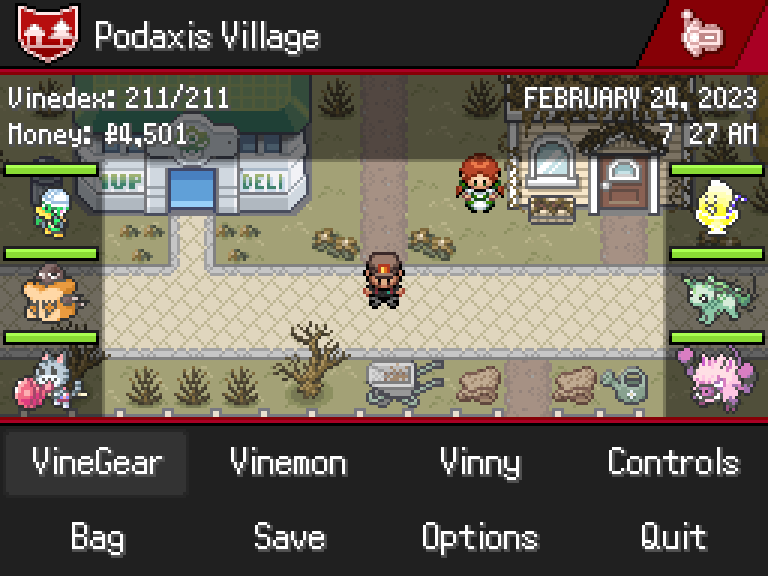 Podaxis Village
Vinedex: 211/211
FEBRUARY 24, 2023
Money: ₽4,501
7 27 AM
1UP DELI
VineGear Vinemon Vinny Controls
Bag Save Options Quit